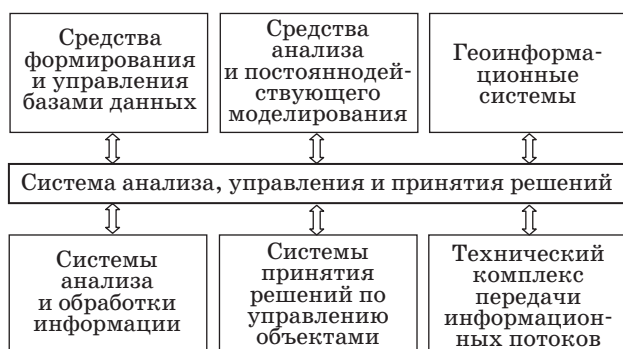 Средства
формирования
и управления
базами данных
Средства
анализа
и постояннодей-
ствующего
моделирования
Геоинформа-
ционные
системы
Система анализа, управления и принятия решений
Системы
анализа
и обработки
информации
Системы
принятия
решений по
управлению
объектами
Технический
комплекс
передачи
информацион-
ных потоков